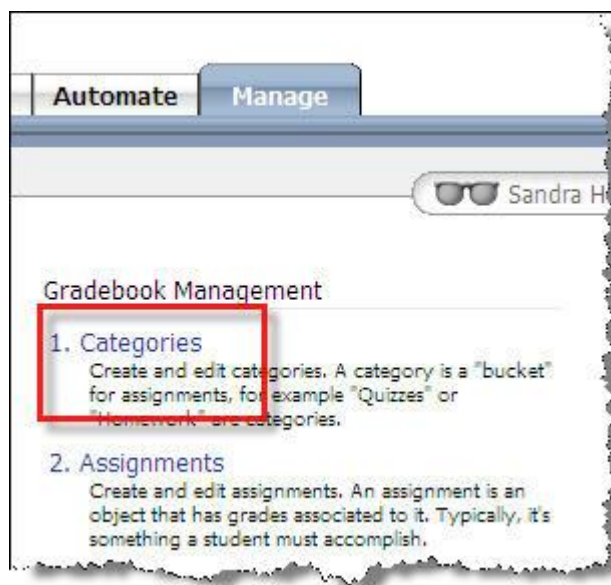 Automate Manage
Sandra H
Gradebook Management
1. Categories
Create and edit categories. A category is a "bucket"
for assignments, for example "Quizzes" or
"Homework" are categories.
2. Assignments
Create and edit assignments. An assignment is an
object that has grades associated to it. Typically, it's
something a student must accomplish.